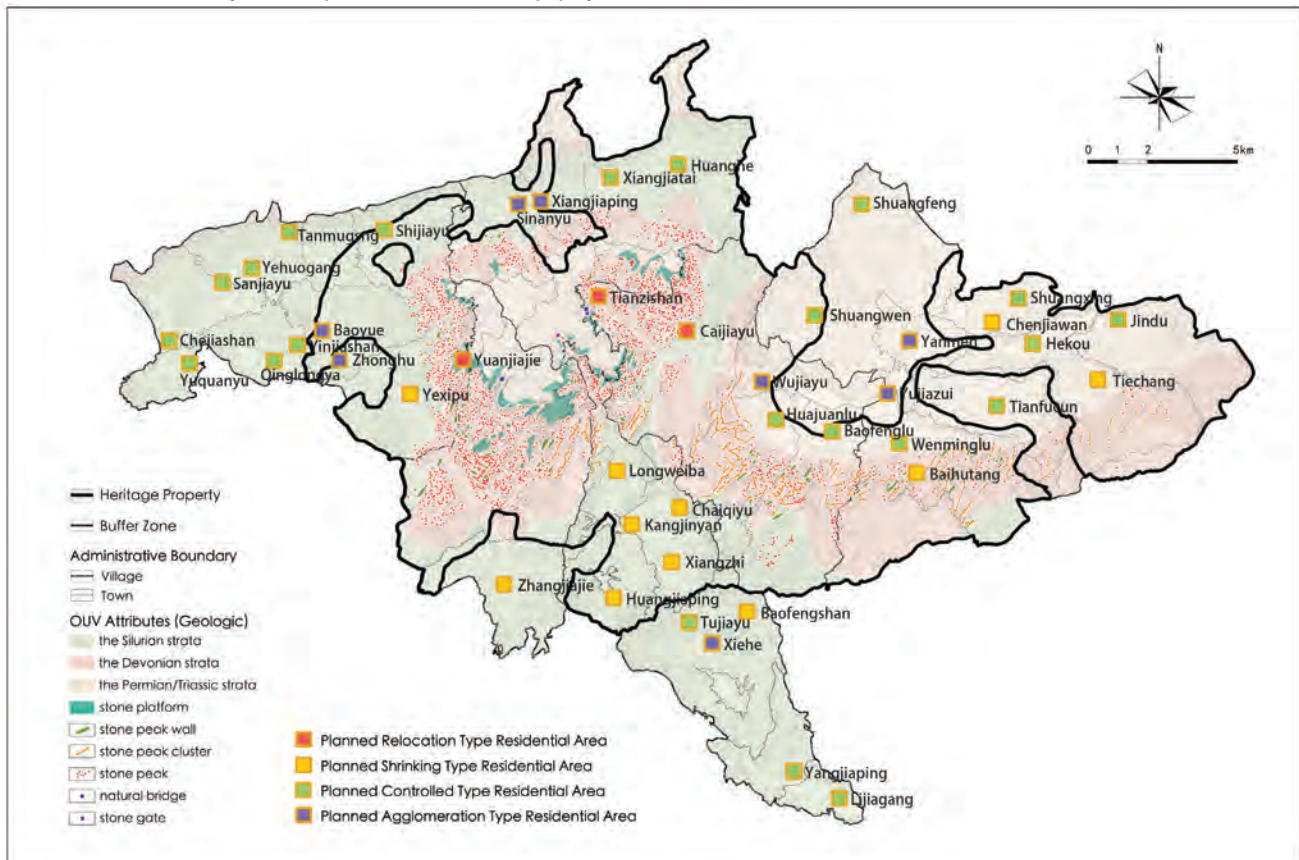 N
0 1 2 5km
Huanghe
Xiangjiatai
Xiangjiaping
Sinanyu
Shuangfeng
Shijiayu
Tanmugang
Yehuogang
Sanjiayu
Tianzishan
Shuangxing
Chenjiawan
Jindu
Shuangwen
Hekou
Yanmen
Baoyue
Caijiayu
Chejiashan
Yinjiashan
Zhonghu
Yuanjiajie
Yuquanyu
Qinglongya
Wujiayu
Tiechang
Yexipu
Yujiazui
Tianfucun
Huajuanlu
Baofenglu
Wenminglu
Longweiba
Baihutang
Chaiqiyu
Kangjinyan
Xiangzhi
Zhangjiajie
Huangjiaping
Baofengshan
Tujiayu
Xiehe
Yangjiaping
Lijiagang
Heritage Property
Buffer Zone
Administrative Boundary
Village
Town
OUV Attributes (Geologic)
the Silurian strata
the Devonian strata
the Permian/Triassic strata
stone platform
stone peak wall
stone peak cluster
stone peak
natural bridge
stone gate
Planned Relocation Type Residential Area
Planned Shrinking Type Residential Area
Planned Controlled Type Residential Area
Planned Agglomeration Type Residential Area